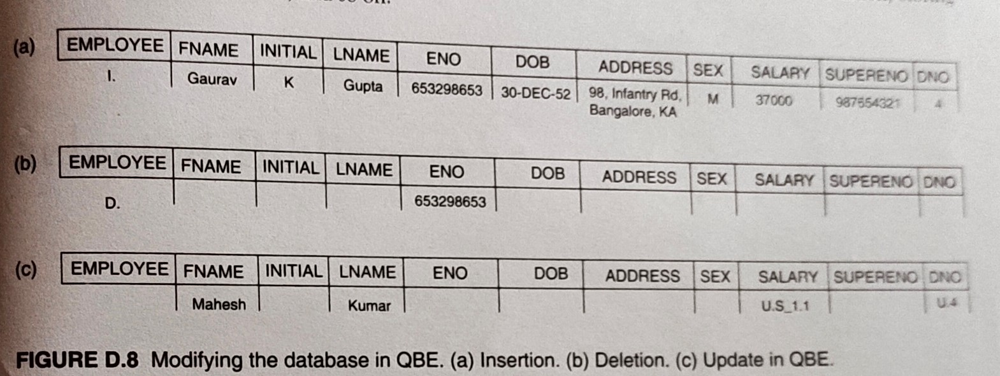 (a) EMPLOYEE FNAME INITIAL LNAME ENO DOB ADDRESS SEX SALARY SUPERENO DNO
I. Gaurav K Gupta 653298653 30-DEC-52 98, Infantry Rd, M 37000 987654321 4
Bangalore, KA
(b) EMPLOYEE FNAME INITIAL LNAME ENO DOB ADDRESS SEX SALARY SUPERENO DNO
D. 653298653
(c) EMPLOYEE FNAME INITIAL LNAME ENO DOB ADDRESS SEX SALARY SUPERENO DNO
Mahesh Kumar U.S_1.1 U.4
FIGURE D.8 Modifying the database in QBE. (a) Insertion. (b) Deletion. (c) Update in QBE.